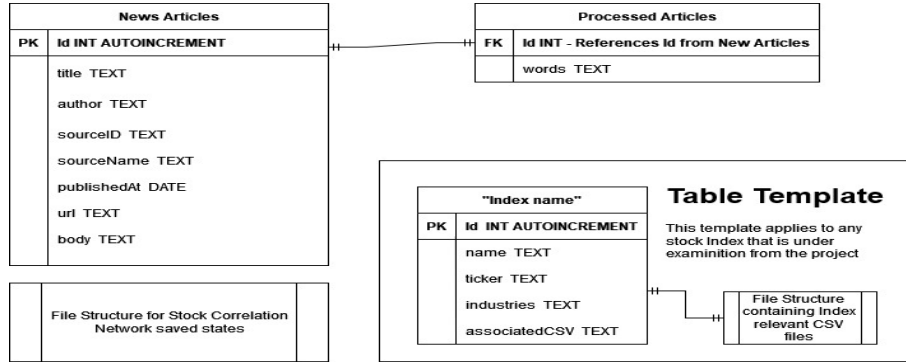 News Articles
PK Id INT AUTOINCREMENT
title TEXT
author TEXT
sourceID TEXT
sourceName TEXT
publishedAt DATE
url TEXT
body TEXT
Processed Articles
FK Id INT - References Id from New Articles
words TEXT
File Structure for Stock Correlation
Network saved states
"Index name"
PK Id INT AUTOINCREMENT
name TEXT
ticker TEXT
industries TEXT
associatedCSV TEXT
Table Template
This template applies to any
stock Index that is under
examinition from the project
File Structure
containing Index
relevant CSV
files